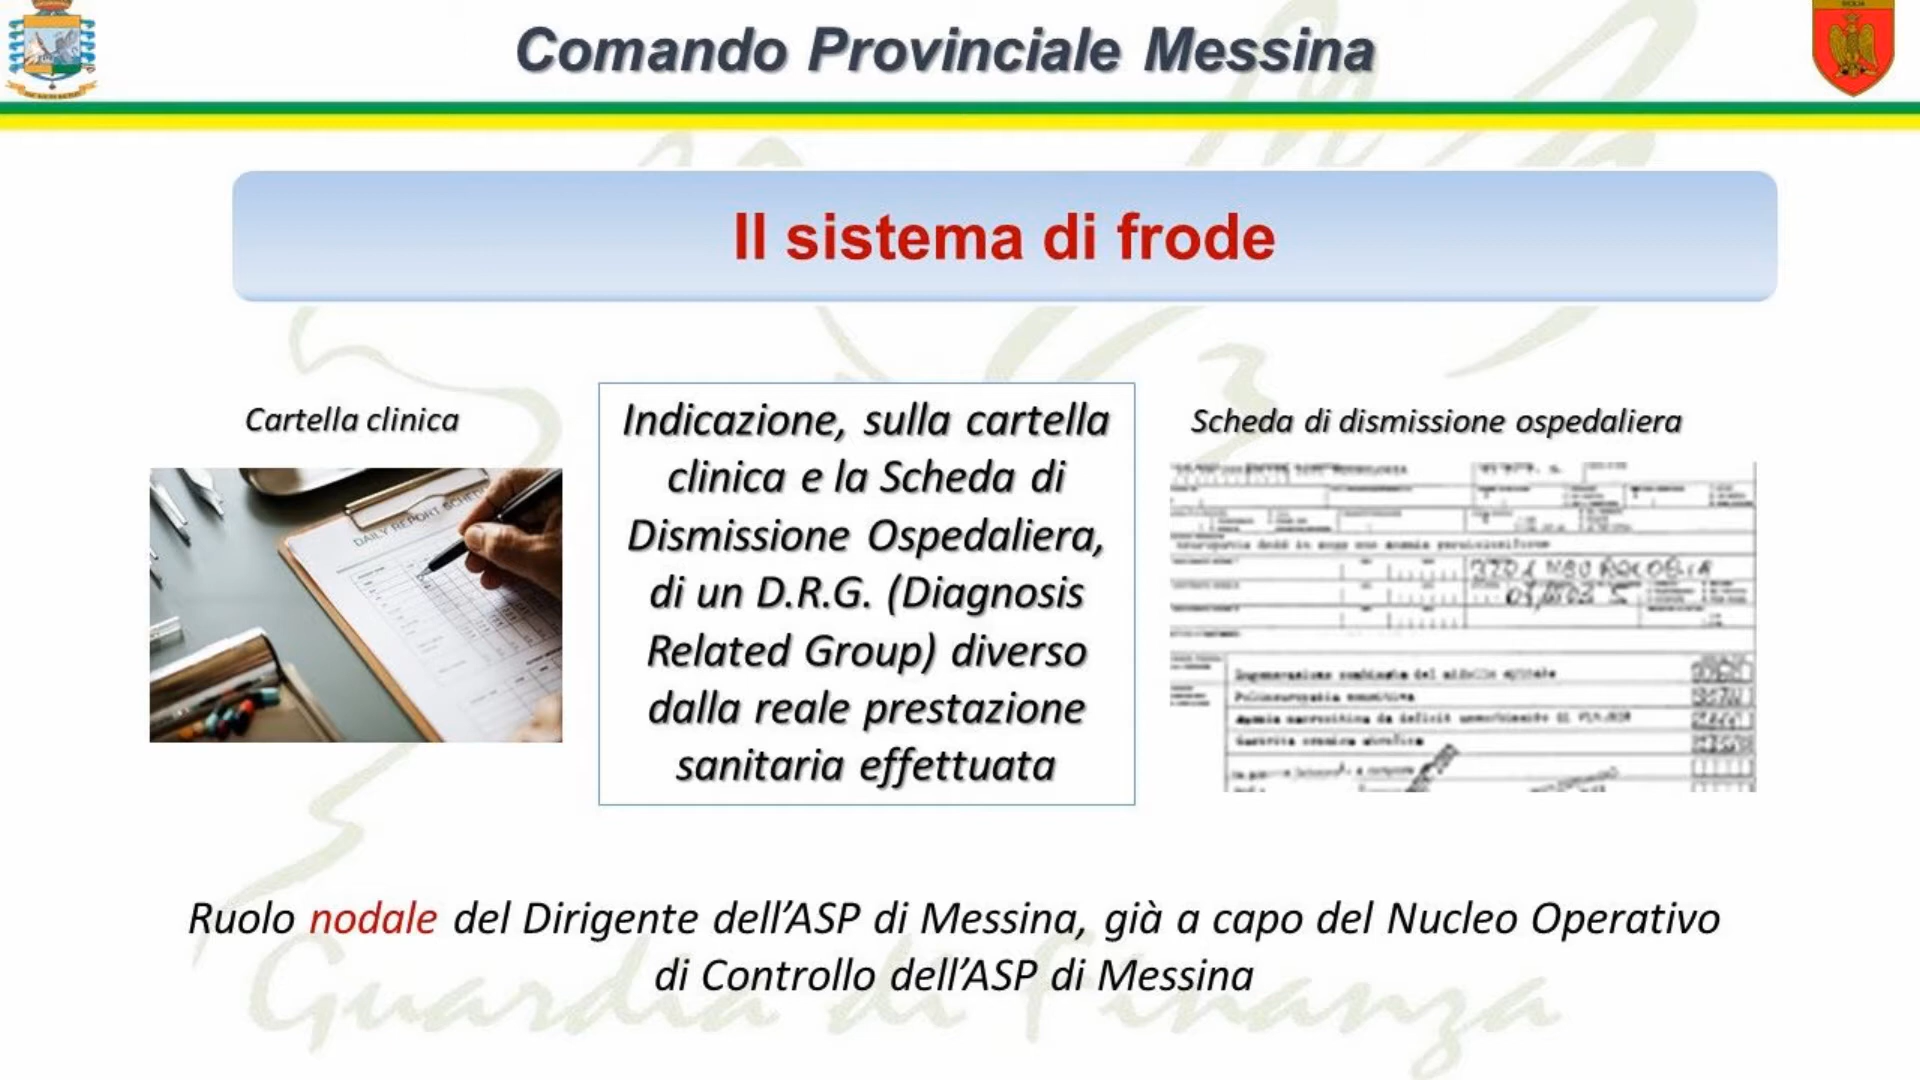 Comando Provinciale Messina
Il sistema di frode
Cartella clinica
DAILY REPORT SCHED
Indicazione, sulla cartella
clinica e la Scheda di
Dismissione Ospedaliera,
di un D.R.G. (Diagnosis
Related Group) diverso
dalla reale prestazione
sanitaria effettuata
Scheda di dismissione ospedaliera
Ruolo nodale del Dirigente dell’ASP di Messina, già a capo del Nucleo Operativo
di Controllo dell’ASP di Messina
Guardia di Finanza